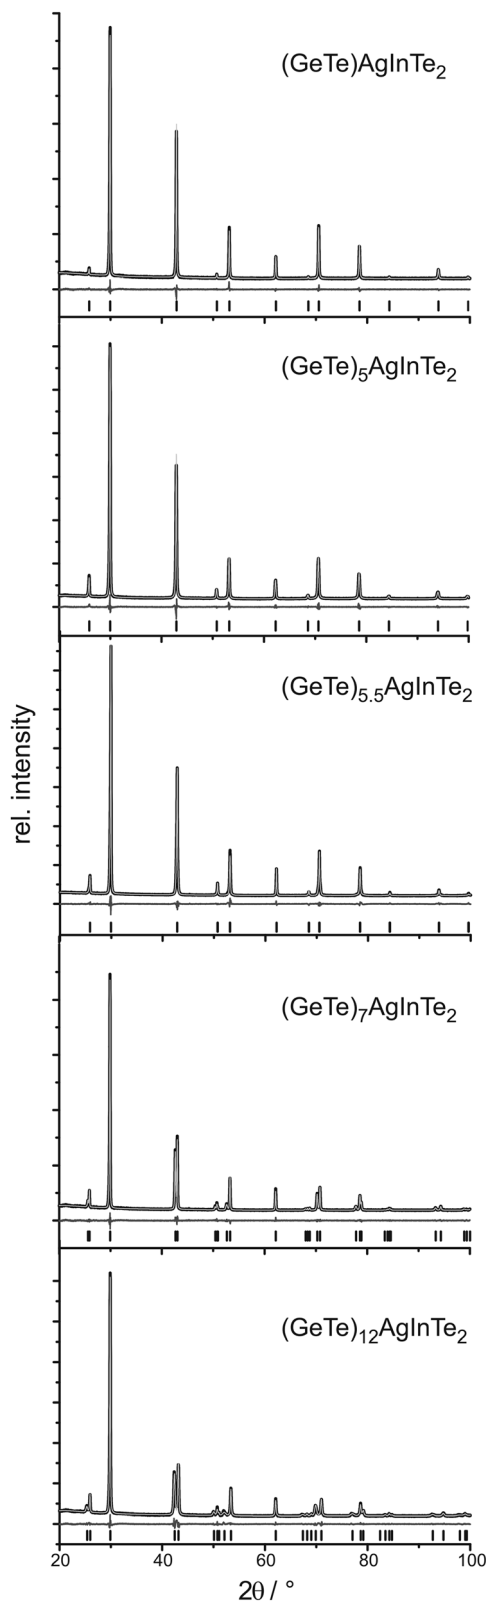 (GeTe)AgInTe2
(GeTe)5AgInTe2
(GeTe)5.5AgInTe2
rel. intensity
(GeTe)7AgInTe2
(GeTe)12AgInTe2
20 40 60 80 100
2θ / °